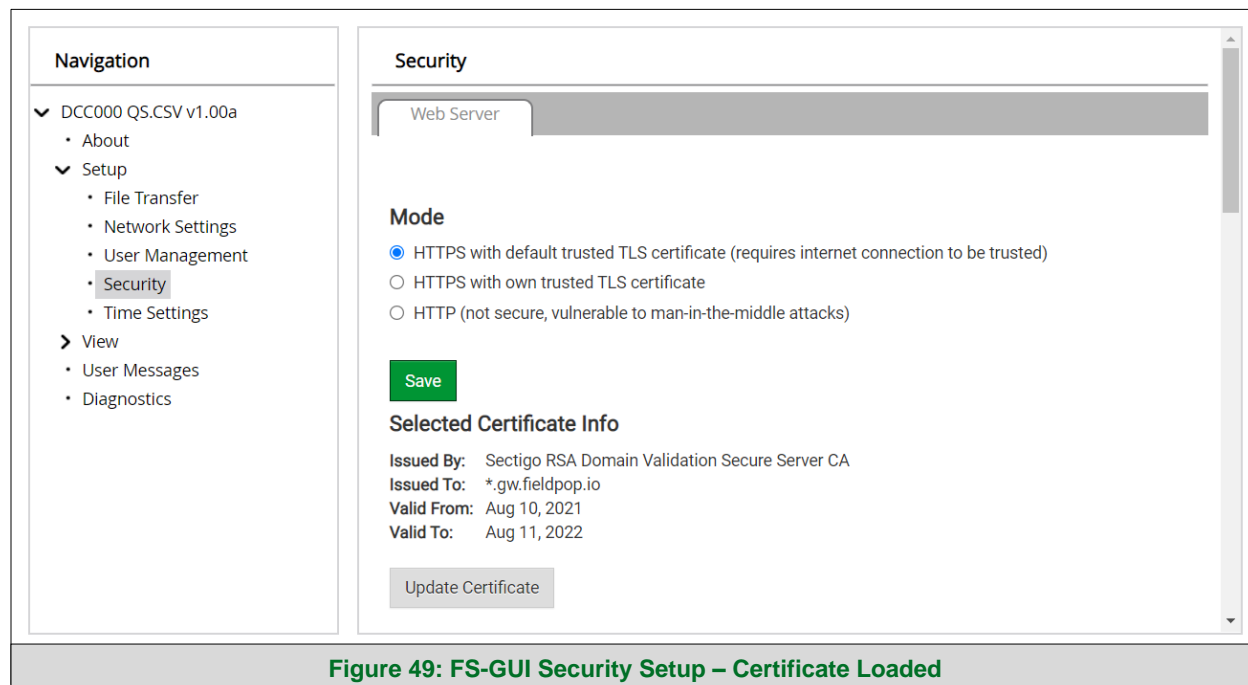 Navigation
DCC000 QS.CSV v1.00a
About
Setup
File Transfer
Network Settings
User Management
Security
Time Settings
View
User Messages
Diagnostics
Security
Web Server
Mode
HTTPS with default trusted TLS certificate (requires internet connection to be trusted)
HTTPS with own trusted TLS certificate
HTTP (not secure, vulnerable to man-in-the-middle attacks)
Save
Selected Certificate Info
Issued By: Sectigo RSA Domain Validation Secure Server CA
Issued To: *.gw.fieldpop.io
Valid From: Aug 10, 2021
Valid To: Aug 11, 2022
Update Certificate
Figure 49: FS-GUI Security Setup – Certificate Loaded